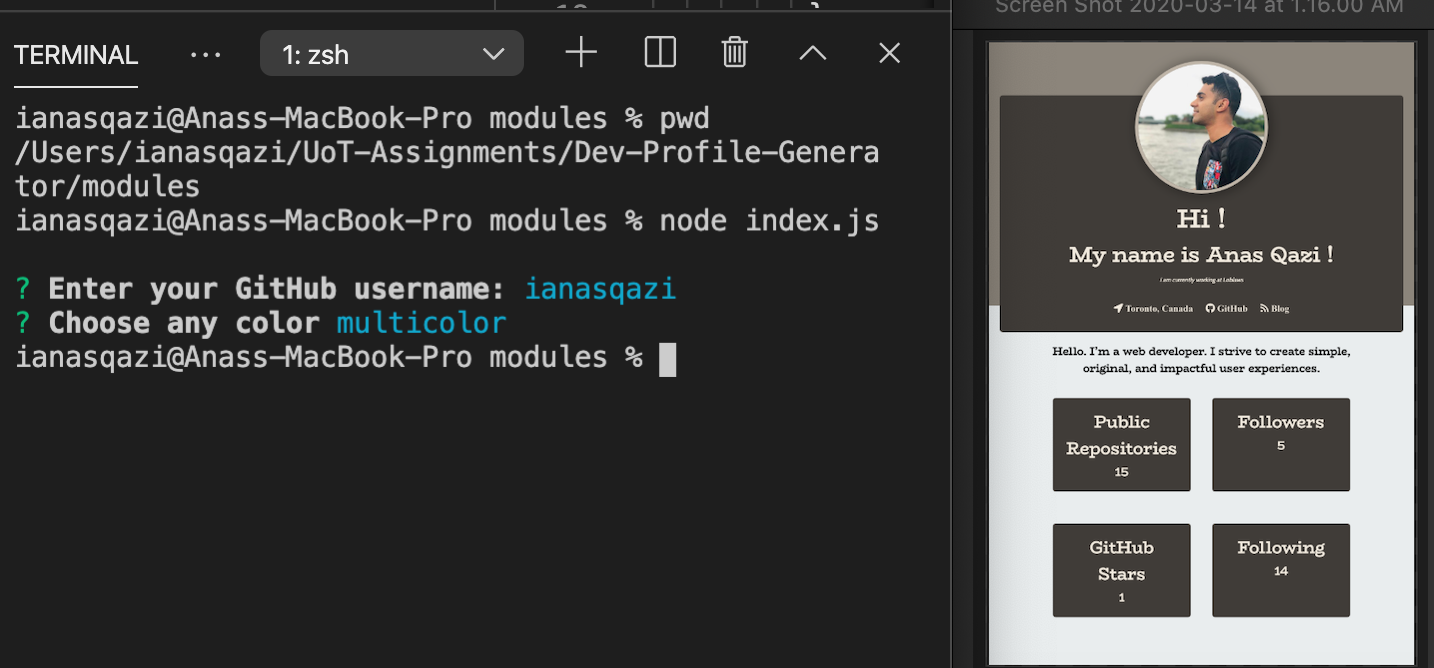 Screen Shot 2020-03-14 at 1.16.00 AM
TERMINAL ... 1: zsh
ianasqazi@Anass-MacBook-Pro modules % pwd
/Users/ianasqazi/UoT-Assignments/Dev-Profile-Genera
tor/modules
ianasqazi@Anass-MacBook-Pro modules % node index.js
? Enter your GitHub username: ianasqazi
? Choose any color multicolor
ianasqazi@Anass-MacBook-Pro modules %
Hi !
My name is Anas Qazi !
I am currently working at Loblaws
Toronto, Canada GitHub Blog
Hello. I'm a web developer. I strive to create simple,
original, and impactful user experiences.
Public
Repositories
15
Followers
5
GitHub
Stars
1
Following
14